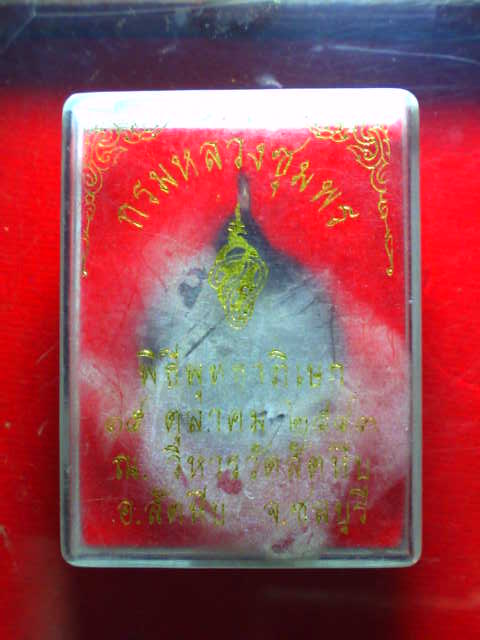 กรมหลวงชุมพร
พิธีพุทธาภิเษก
๑๕ ตุลาคม ๒๕๔๓
ณ. วิหารวัดสัตหีบ
อ.สัตหีบ จ.ชลบุรี